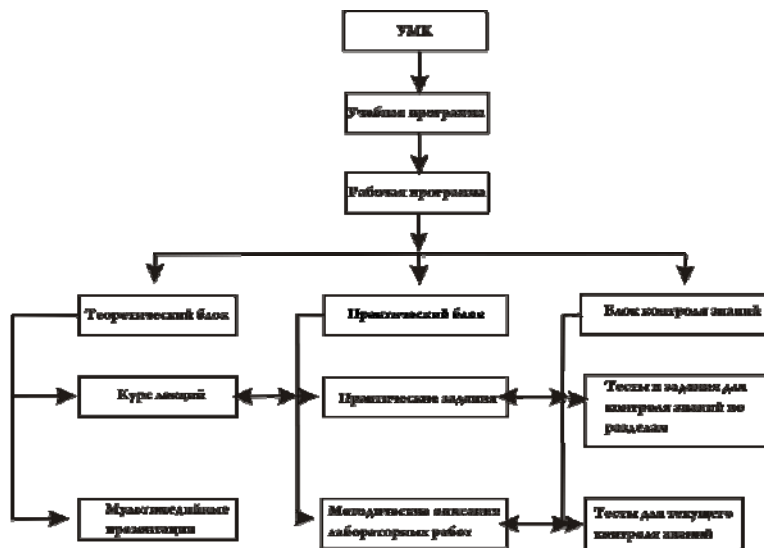 УМК
Учебная программа
Рабочая программа
Теоретический блок
Практический блок
Блок контроля знаний
Курс лекций
Практические задания
Тесты и задания для
контроля знаний по
разделам
Мультимедийные
презентации
Методические описания
лабораторных работ
Тесты для текущего
контроля знаний